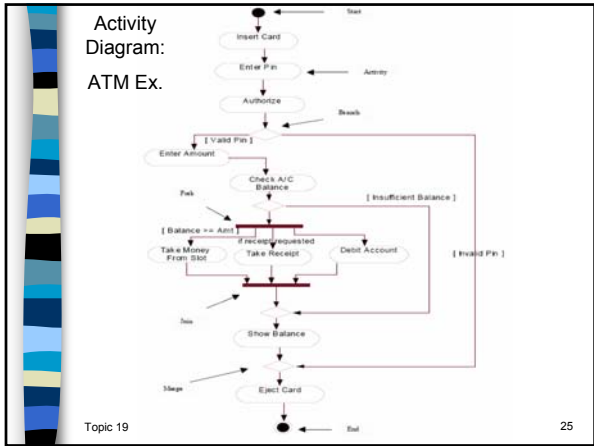 Activity
Diagram:
ATM Ex.
Start
Insert Card
Enter Pin
Activity
Authorize
Branch
[ Valid Pin ]
Enter Amount
Check A/C
Balance
[ Insufficient Balance ]
Fork
[ Balance >= Amt ]
if receipt requested
Take Money
From Slot
Take Receipt
Debit Account
[ Invalid Pin ]
Join
Show Balance
Merge
Eject Card
End
Topic 19
25